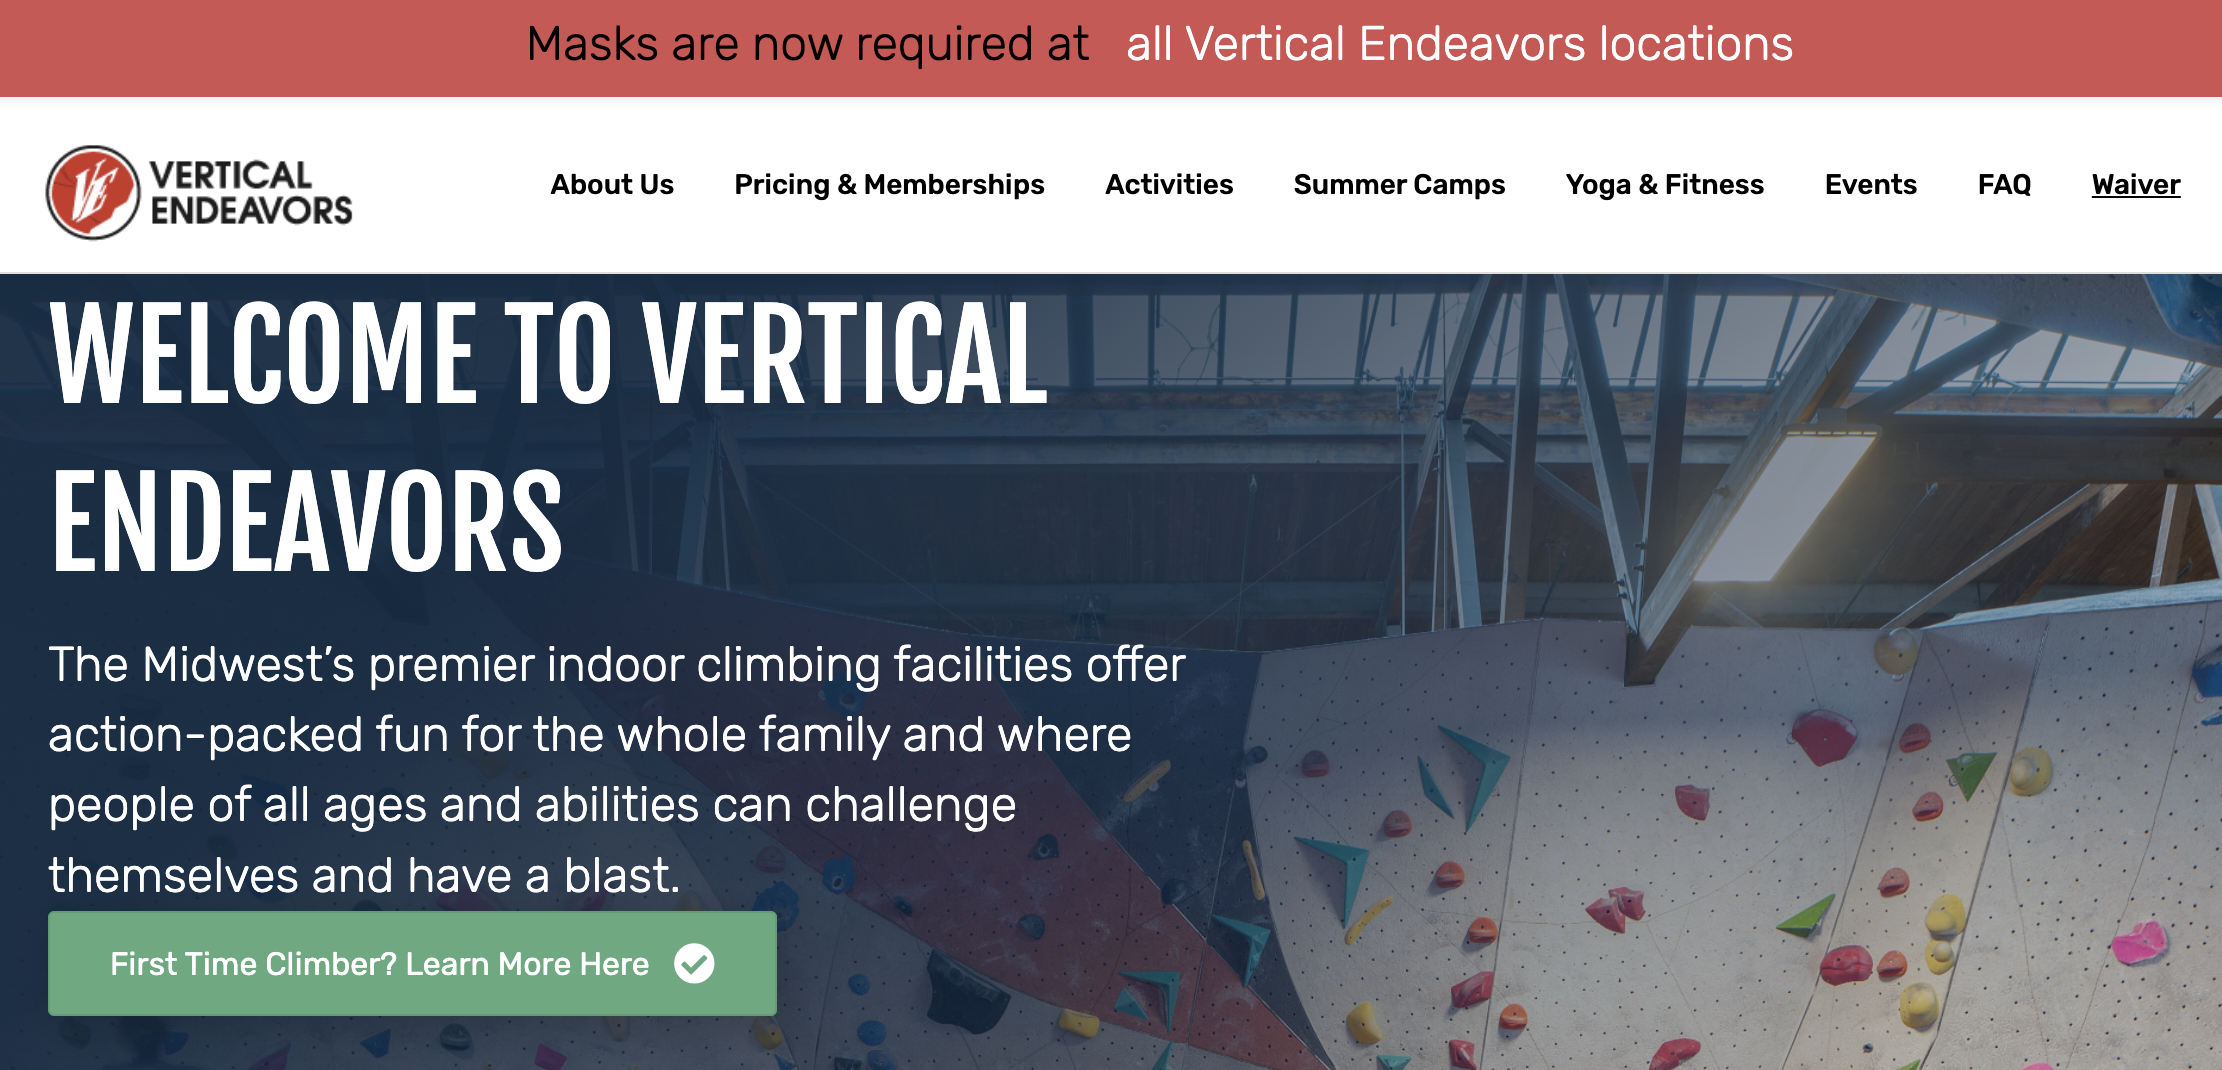 Masks are now required at all Vertical Endeavors locations
VE VERTICAL
ENDEAVORS
About Us Pricing & Memberships Activities Summer Camps Yoga & Fitness Events FAQ Waiver
WELCOME TO VERTICAL
ENDEAVORS
The Midwest’s premier indoor climbing facilities offer
action-packed fun for the whole family and where
people of all ages and abilities can challenge
themselves and have a blast.
First Time Climber? Learn More Here